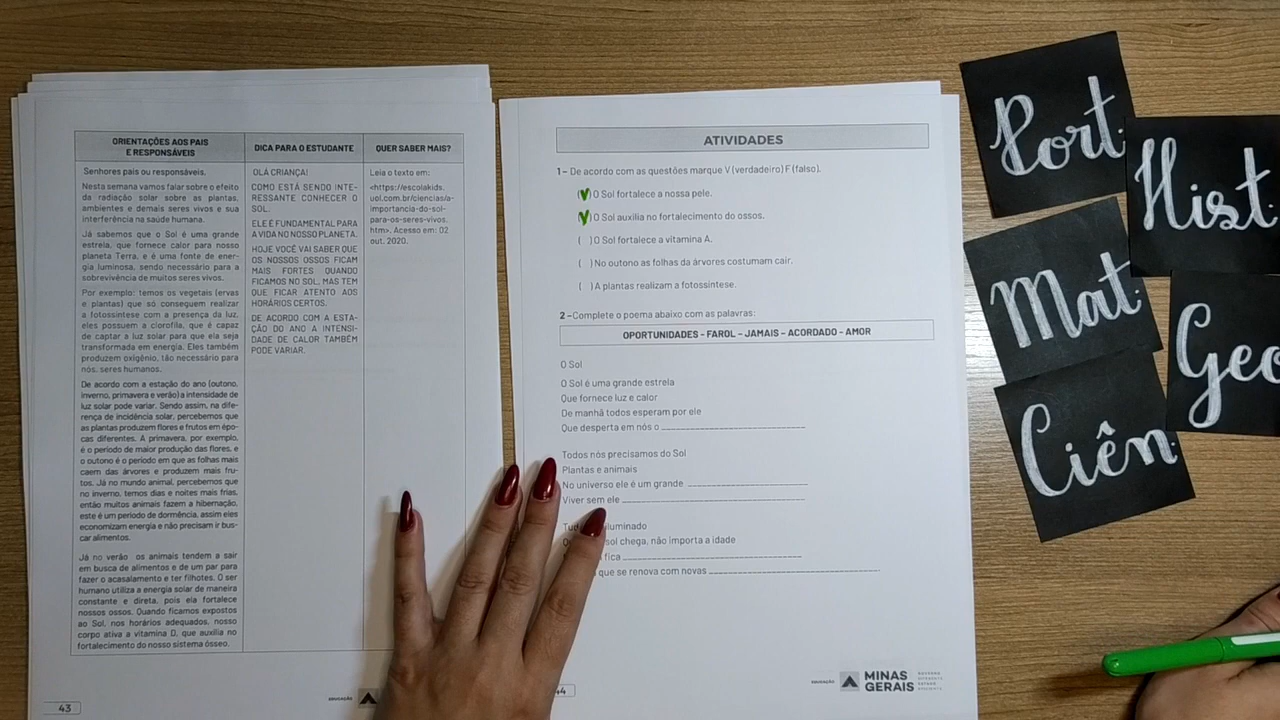 ORIENTAÇÕES AOS PAIS
E RESPONSÁVEIS
Senhores pais ou responsáveis,
Nesta semana vamos falar sobre o efeito
da radiação solar sobre as plantas,
ambientes e demais seres vivos e sua
interferência na saúde humana.
Já sabemos que o Sol é uma grande
estrela, que fornece calor para nosso
planeta Terra, e é uma fonte de ener-
gia luminosa, sendo necessário para a
sobrevivência de muitos seres vivos.
Por exemplo: temos os vegetais (ervas
e plantas) que só conseguem realizar
a fotossíntese com a presença da luz,
eles possuem a clorofila, que é capaz
de captar a luz solar para que ela seja
transformada em energia. Eles também
produzem oxigênio, tão necessário para
nós, seres humanos.
De acordo com a estação do ano (outono,
inverno, primavera e verão) a intensidade de
luz solar pode variar. Sendo assim, na dife-
rença de incidência solar, percebemos que
as plantas produzem flores e frutos em épo-
cas diferentes. A primavera, por exemplo,
é o período de maior produção das flores, e
o outono é o período em que as folhas mais
caem das árvores e produzem mais fru-
tos. Já no mundo animal, percebemos que
no inverno, temos dias e noites mais frias,
então muitos animais fazem a hibernação,
este é um período de dormência, assim eles
economizam energia e não precisam ir bus-
car alimentos.
Já no verão os animais tendem a sair
em busca de alimentos e de um par para
fazer o acasalamento e ter filhotes. O ser
humano utiliza a energia solar de maneira
constante e direta, pois ela fortalece
nossos ossos. Quando ficamos expostos
ao Sol, nos horários adequados, nosso
corpo ativa a vitamina D, que auxilia no
fortalecimento do nosso sistema ósseo.
DICA PARA O ESTUDANTE
OLÁ CRIANÇA!
COMO ESTÁ SENDO INTE-
RESSANTE CONHECER O
SOL.
ELE É FUNDAMENTAL PARA
A VIDA NO NOSSO PLANETA.
HOJE VOCÊ VAI SABER QUE
OS NOSSOS OSSOS FICAM
MAIS FORTES QUANDO
FICAMOS NO SOL, MAS TEM
QUE FICAR ATENTO AOS
HORÁRIOS CERTOS.
DE ACORDO COM A ESTA-
ÇÃO DO ANO A INTENSI-
DADE DE CALOR TAMBÉM
PODE VARIAR.
QUER SABER MAIS?
Leia o texto em:
<https://escolakids.
uol.com.br/ciencias/a-
importancia-do-sol-
para-os-seres-vivos.
htm>. Acesso em: 02
out. 2020.
43
EDUCAÇÃO
ATIVIDADES
1 – De acordo com as questões marque V (verdadeiro) F (falso).
(V) O Sol fortalece a nossa pele.
(V) O Sol auxilia no fortalecimento do ossos.
( ) O Sol fortalece a vitamina A.
( ) No outono as folhas da árvores costumam cair.
( ) A plantas realizam a fotossíntese.
2 –Complete o poema abaixo com as palavras:
OPORTUNIDADES – FAROL – JAMAIS – ACORDADO – AMOR
O Sol
O Sol é uma grande estrela
Que fornece luz e calor
De manhã todos esperam por ele
Que desperta em nós o ____________
Todos nós precisamos do Sol
Plantas e animais
No universo ele é um grande ____________
Viver sem ele ____________
iluminado
sol chega, não importa a idade
fica ____________
que se renova com novas ____________
44
EDUCAÇÃO
MINAS
GERAIS
Port.
Hist.
Mat.
Geo
Ciên.